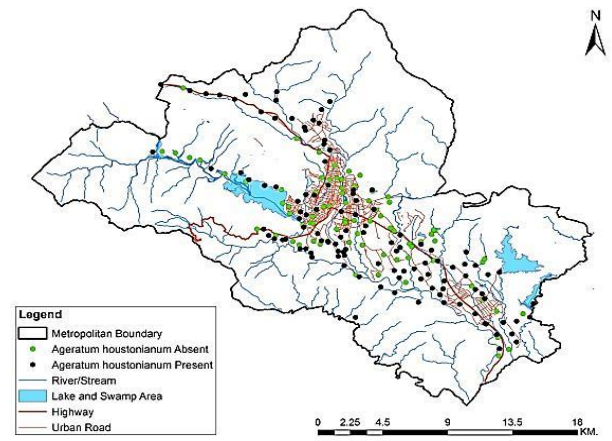 N
Legend
Metropolitan Boundary
Ageratum houstonianum Absent
Ageratum houstonianum Present
River/Stream
Lake and Swamp Area
Highway
Urban Road
0 2.25 4.5 9 13.5 18
KM.